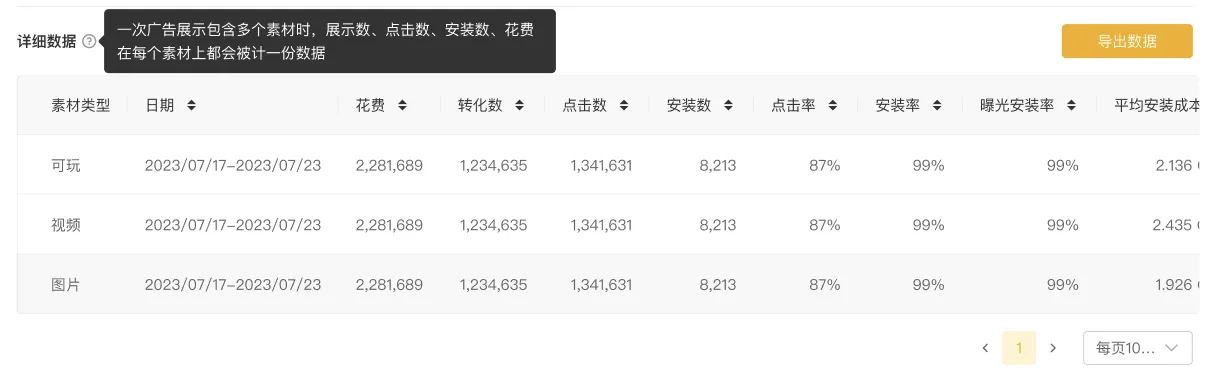 一次广告展示包含多个素材时，展示数、点击数、安装数、花费
在每个素材上都会被计一份数据
详细数据 ? 导出数据
素材类型 日期 花费 转化数 点击数 安装数 点击率 安装率 曝光安装率 平均安装成本
可玩 2023/07/17-2023/07/23 2,281,689 1,234,635 1,341,631 8,213 87% 99% 99% 2.136
视频 2023/07/17-2023/07/23 2,281,689 1,234,635 1,341,631 8,213 87% 99% 99% 2.435
图片 2023/07/17-2023/07/23 2,281,689 1,234,635 1,341,631 8,213 87% 99% 99% 1.926
< 1 > 每页10...